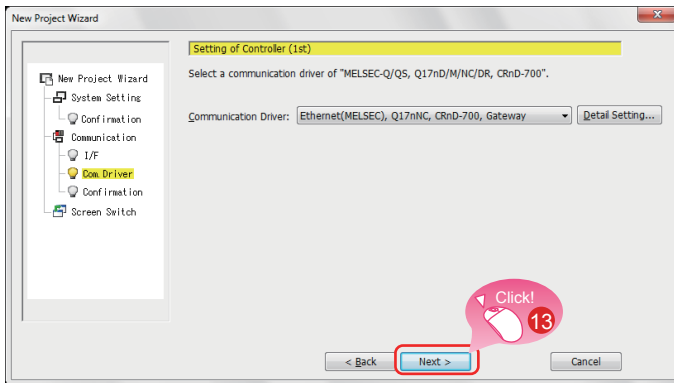 New Project Wizard
Setting of Controller (1st)
Select a communication driver of "MELSEC-Q/QS, Q17nD/M/NC/DR, CRnD-700".
New Project Wizard
System Setting
Confirmation
Communication
I/F
Com. Driver
Confirmation
Screen Switch
Communication Driver: Ethernet(MELSEC), Q17nNC, CRnD-700, Gateway Detail Setting...
Click!
13
< Back Next > Cancel